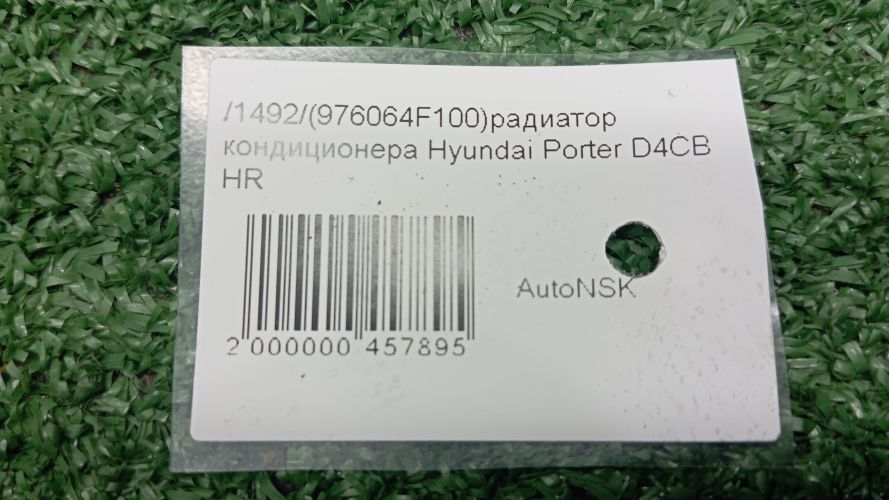 /1492/(976064F100)радиатор
кондиционера Hyundai Porter D4CB
HR
AutoNSK
2 000000 457895